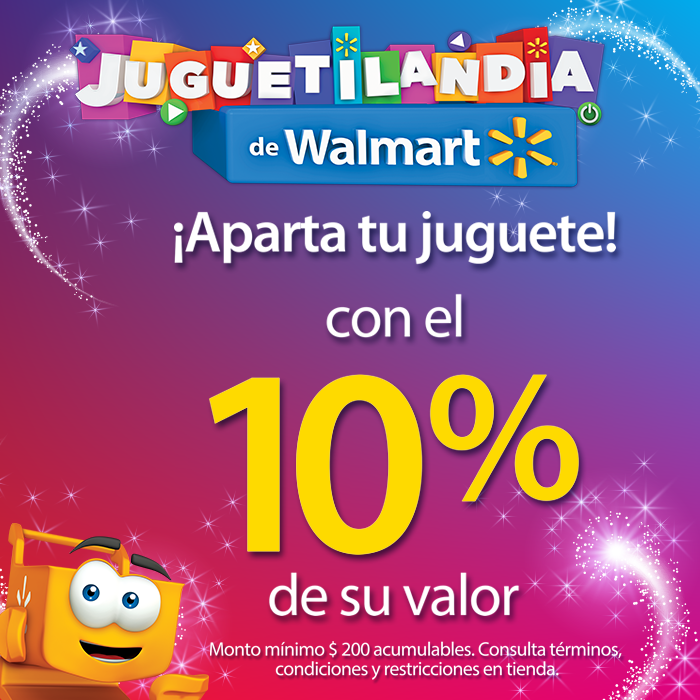 JUGUETILANDIA
de Walmart
¡Aparta tu juguete!
con el
10%
de su valor
Monto mínimo $ 200 acumulables. Consulta términos,
condiciones y restricciones en tienda.